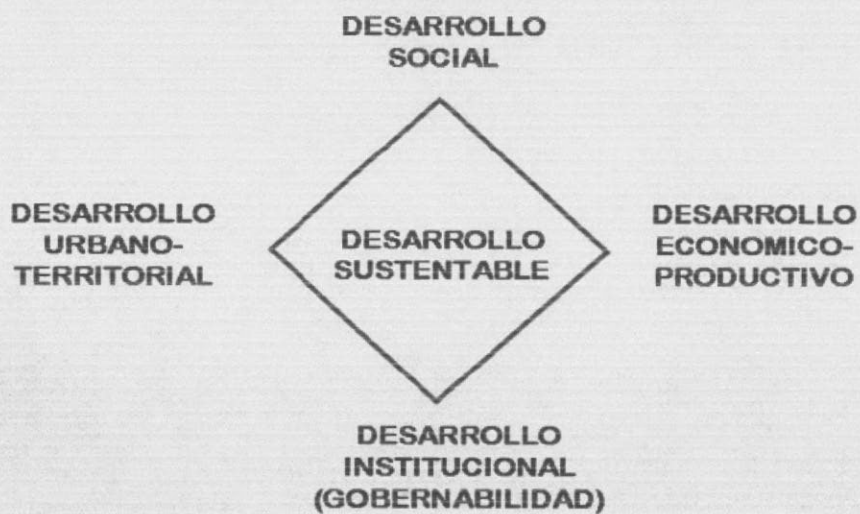 DESARROLLO
SOCIAL
DESARROLLO
URBANO-
TERRITORIAL
DESARROLLO
SUSTENTABLE
DESARROLLO
ECONOMICO-
PRODUCTIVO
DESARROLLO
INSTITUCIONAL
(GOBERNABILIDAD)